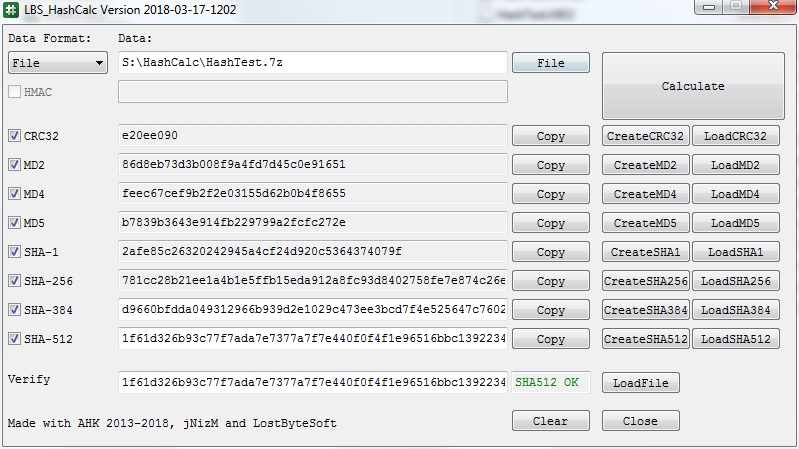 LBS_HashCalc Version 2018-03-17-1202
Data Format: Data:
File S:\HashCalc\HashTest.7z File
Calculate
HMAC
CRC32 e20ee090 Copy CreateCRC32 LoadCRC32
MD2 86d8eb73d3b008f9a4fd7d45c0e91651 Copy CreateMD2 LoadMD2
MD4 feec67cef9b2f2e03155d62b0b4f8655 Copy CreateMD4 LoadMD4
MD5 b7839b3643e914fb229799a2fcfc272e Copy CreateMD5 LoadMD5
SHA-1 2afe85c26320242945a4cf24d920c5364374079f Copy CreateSHA1 LoadSHA1
SHA-256 781cc28b21ee1a4b1e5ffb15eda912a8fc93d8402758fe7e874c26e Copy CreateSHA256 LoadSHA256
SHA-384 d9660bfdda049312966b939d2e1029c473ee3bcd7f4e525647c7602 Copy CreateSHA384 LoadSHA384
SHA-512 1f61d326b93c77f7ada7e7377a7f7e440f0f4f1e96516bbc1392234 Copy CreateSHA512 LoadSHA512
Verify 1f61d326b93c77f7ada7e7377a7f7e440f0f4f1e96516bbc1392234 SHA512 OK LoadFile
Made with AHK 2013-2018, jNizM and LostByteSoft Clear Close